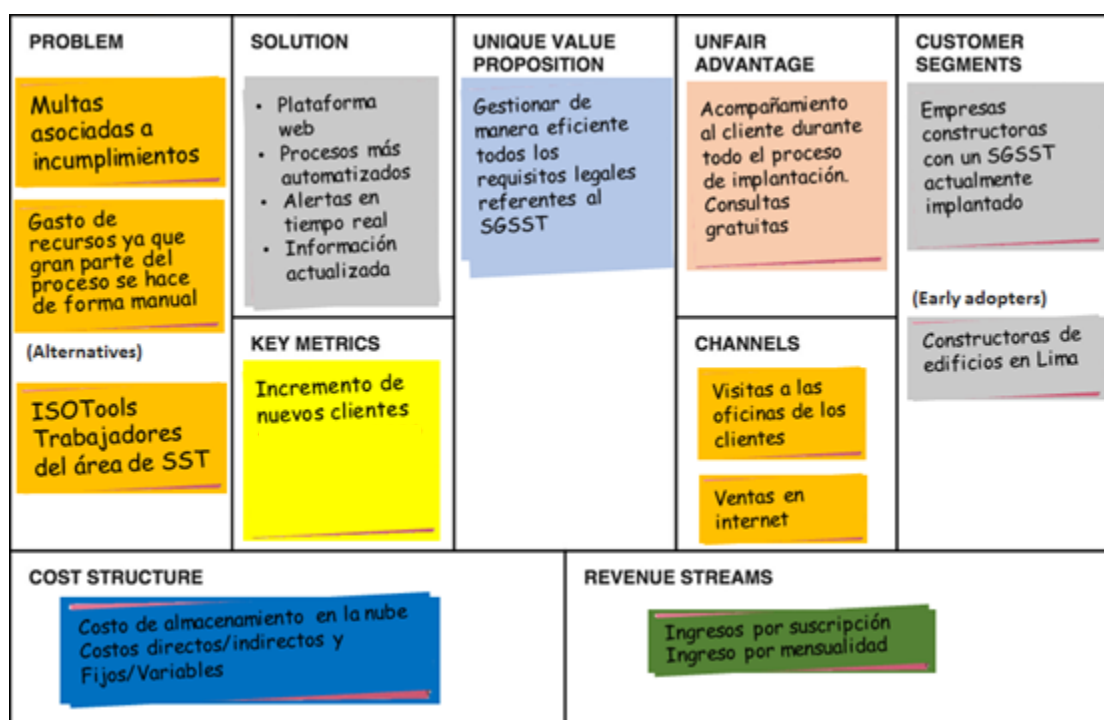 PROBLEM
Multas
asociadas a
incumplimientos
Gasto de
recursos ya que
gran parte del
proceso se hace
de forma manual
(Alternatives)
ISOTools
Trabajadores
del área de SST
SOLUTION
• Plataforma
web
• Procesos más
automatizados
• Alertas en
tiempo real
• Información
actualizada
KEY METRICS
Incremento de
nuevos clientes
UNIQUE VALUE
PROPOSITION
Gestionar de
manera eficiente
todos los
requisitos legales
referentes al
SGSST
UNFAIR
ADVANTAGE
Acompañamiento
al cliente durante
todo el proceso
de implantación.
Consultas
gratuitas
CHANNELS
Visitas a las
oficinas de los
clientes
Ventas en
internet
CUSTOMER
SEGMENTS
Empresas
constructoras
con un SGSST
actualmente
implantado
(Early adopters)
Constructoras de
edificios en Lima
COST STRUCTURE
Costo de almacenamiento en la nube
Costos directos/indirectos y
Fijos/Variables
REVENUE STREAMS
Ingresos por suscripción
Ingreso por mensualidad